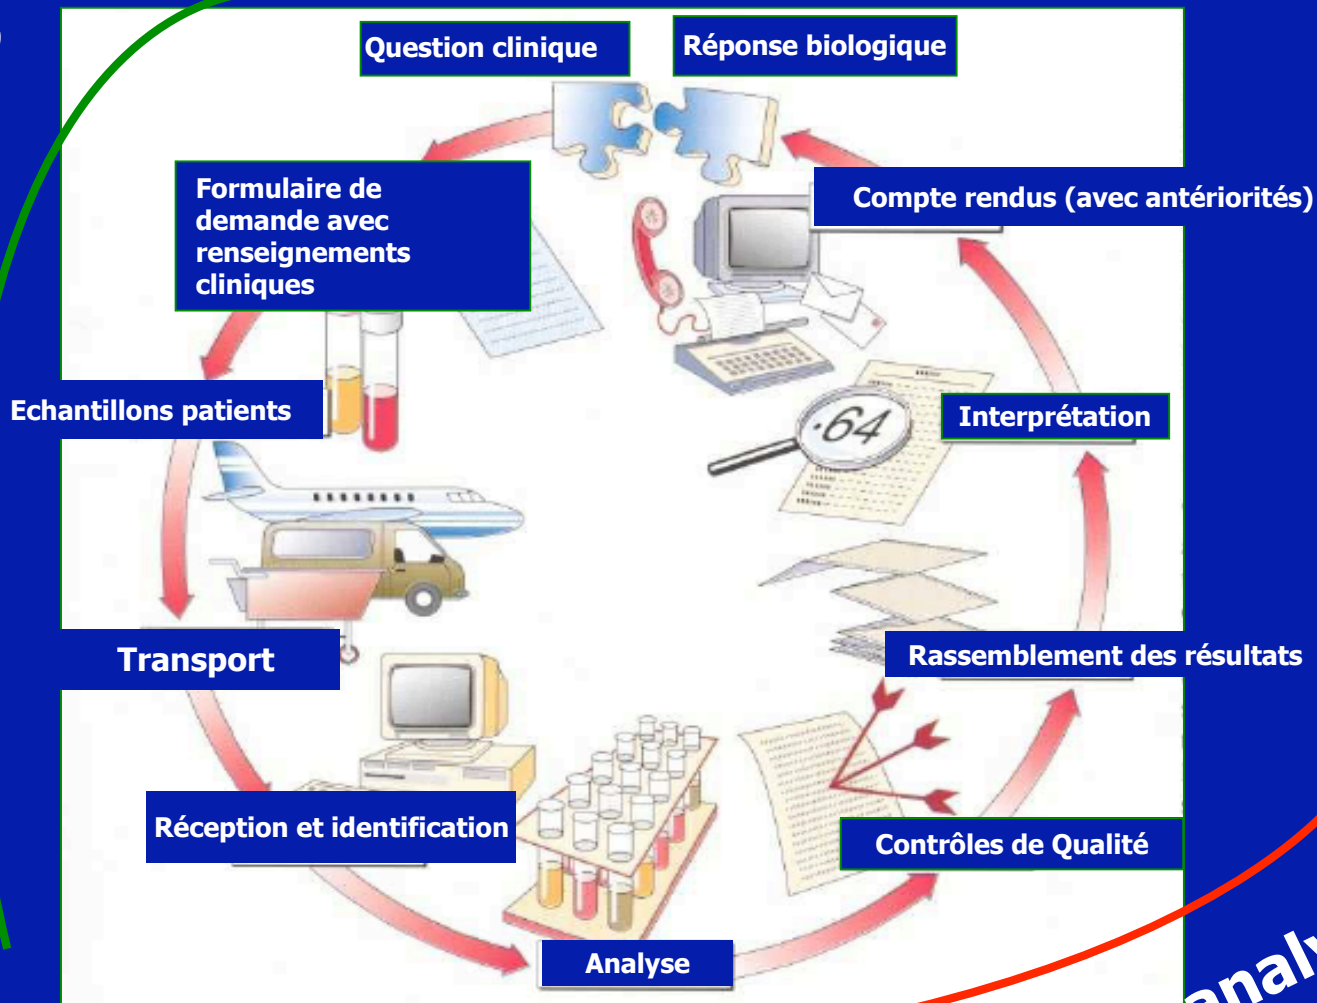 Question clinique
Réponse biologique
Formulaire de
demande avec
renseignements
cliniques
Compte rendus (avec antériorités)
Echantillons patients
.64
Interprétation
Transport
Rassemblement des résultats
Réception et identification
Contrôles de Qualité
Analyse